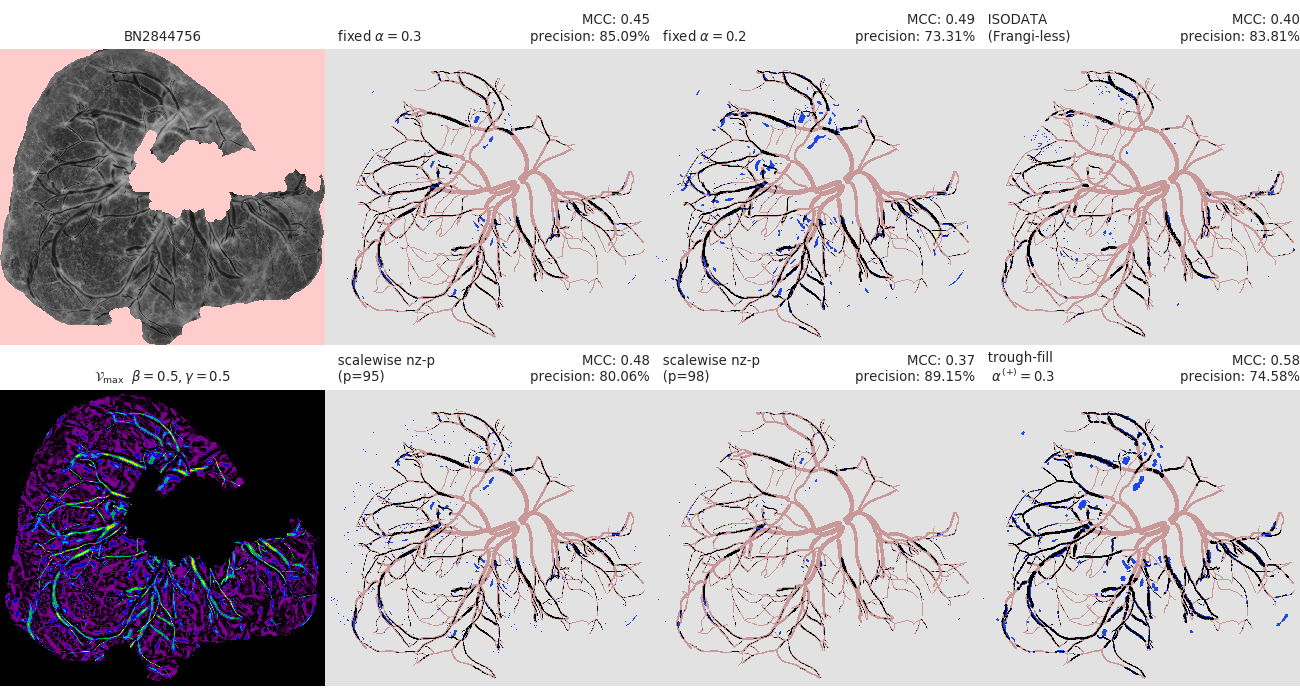 BN2844756
fixed α = 0.3
MCC: 0.45
precision: 85.09%
fixed α = 0.2
MCC: 0.49
precision: 73.31%
ISODATA
(Frangi-less)
MCC: 0.40
precision: 83.81%
𝒱max β = 0.5, γ = 0.5
scalewise nz-p
(p=95)
MCC: 0.48
precision: 80.06%
scalewise nz-p
(p=98)
MCC: 0.37
precision: 89.15%
trough-fill
α(+) = 0.3
MCC: 0.58
precision: 74.58%